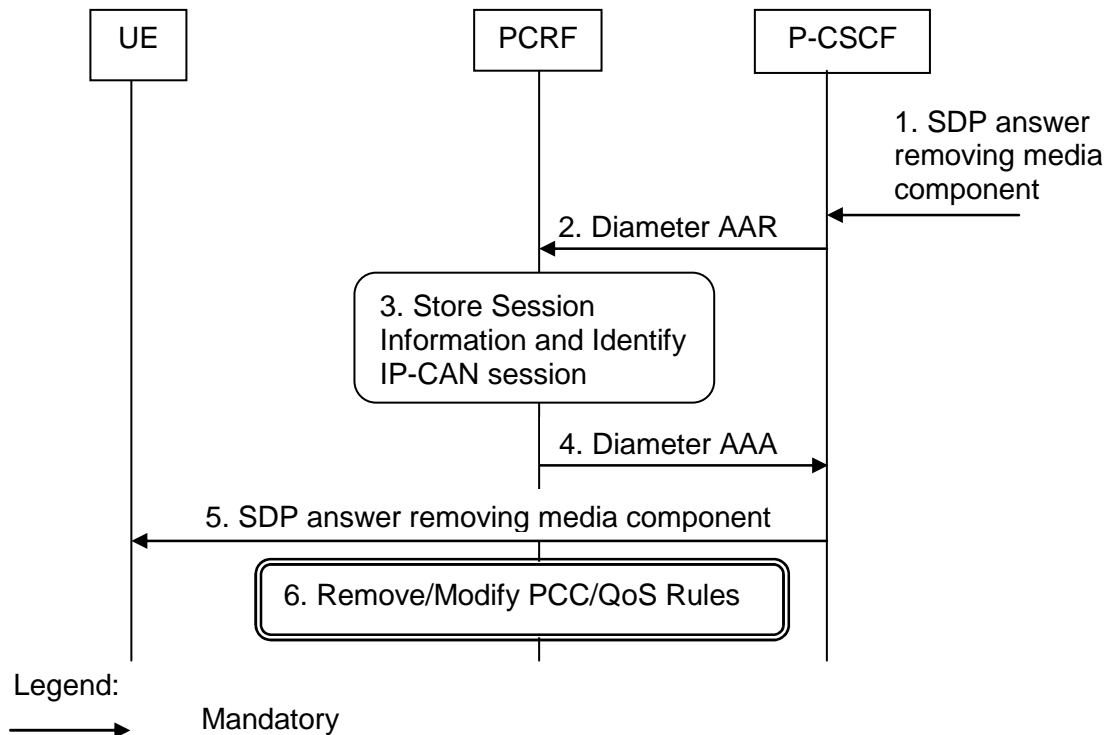 UE
PCRF
P-CSCF
1. SDP answer
removing media
component
2. Diameter AAR
3. Store Session
Information and Identify
IP-CAN session
4. Diameter AAA
5. SDP answer removing media component
6. Remove/Modify PCC/QoS Rules
Legend:
Mandatory